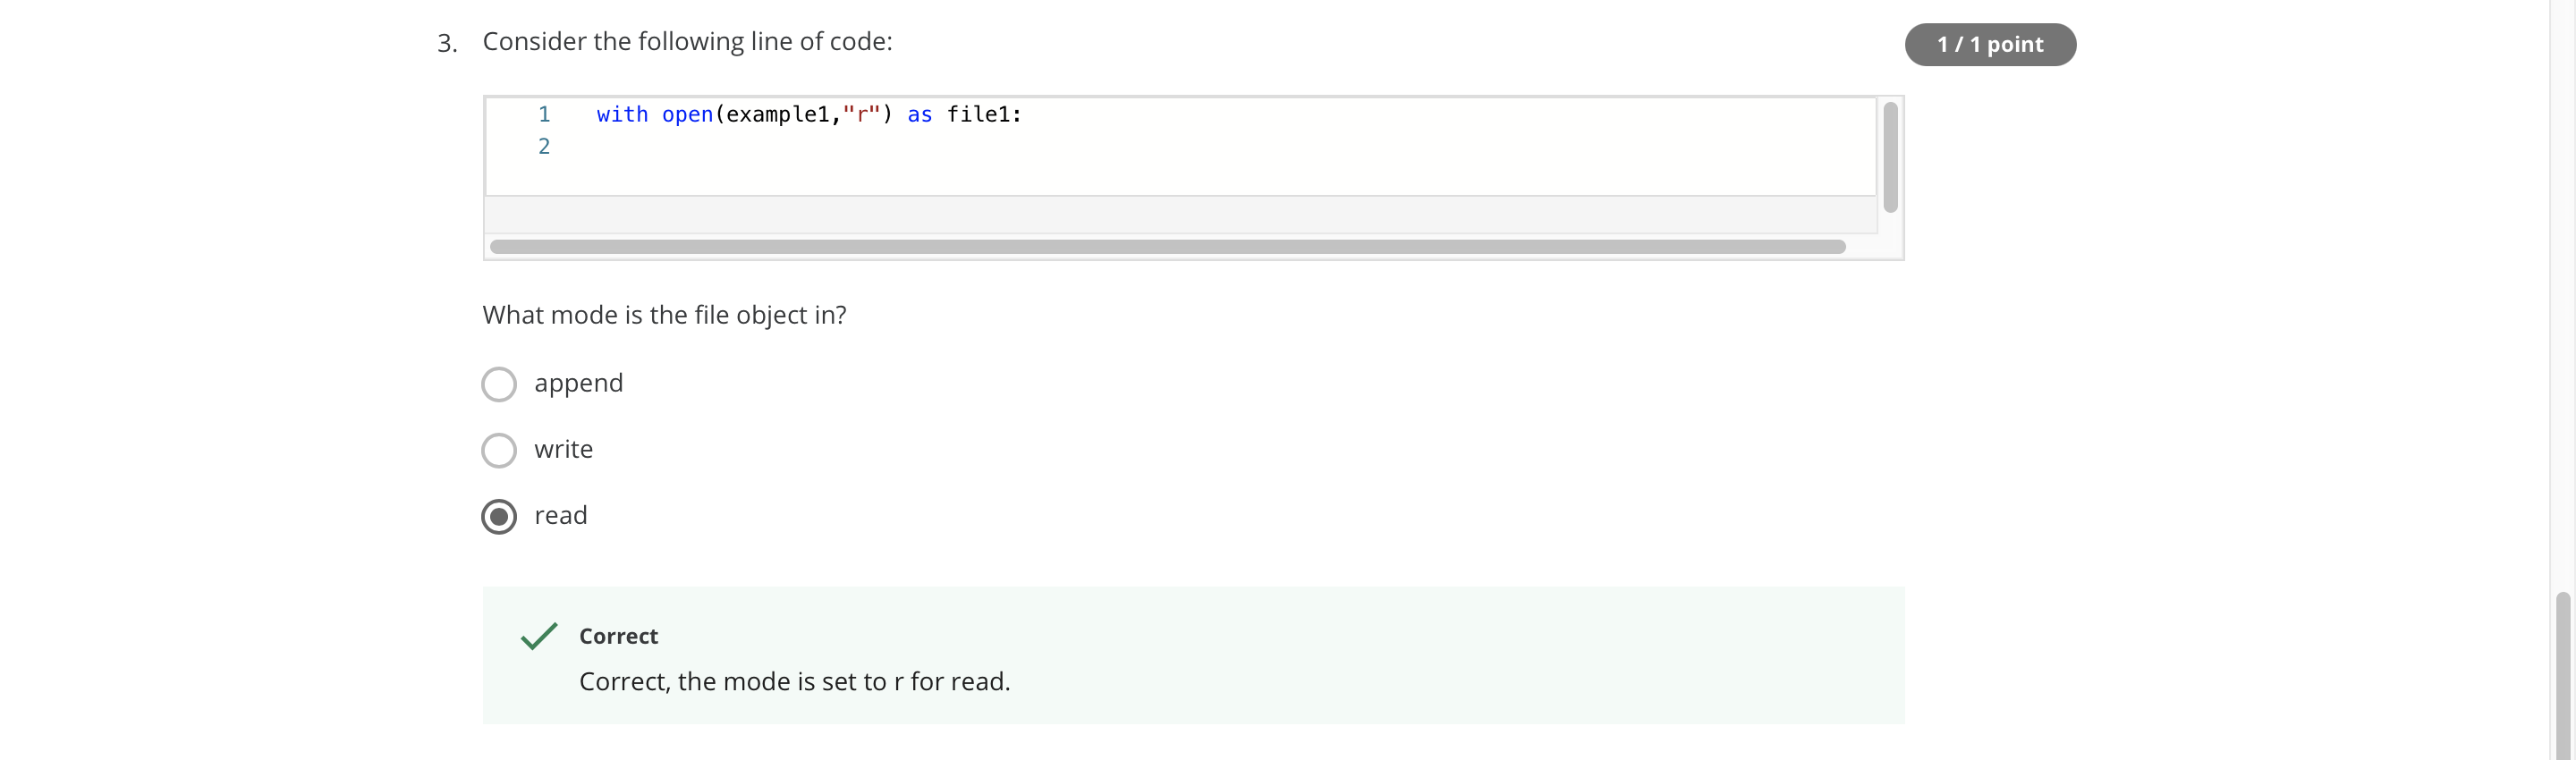 3. Consider the following line of code:
1 / 1 point
1 with open(example1,"r") as file1:
2
What mode is the file object in?
append
write
read
Correct
Correct, the mode is set to r for read.